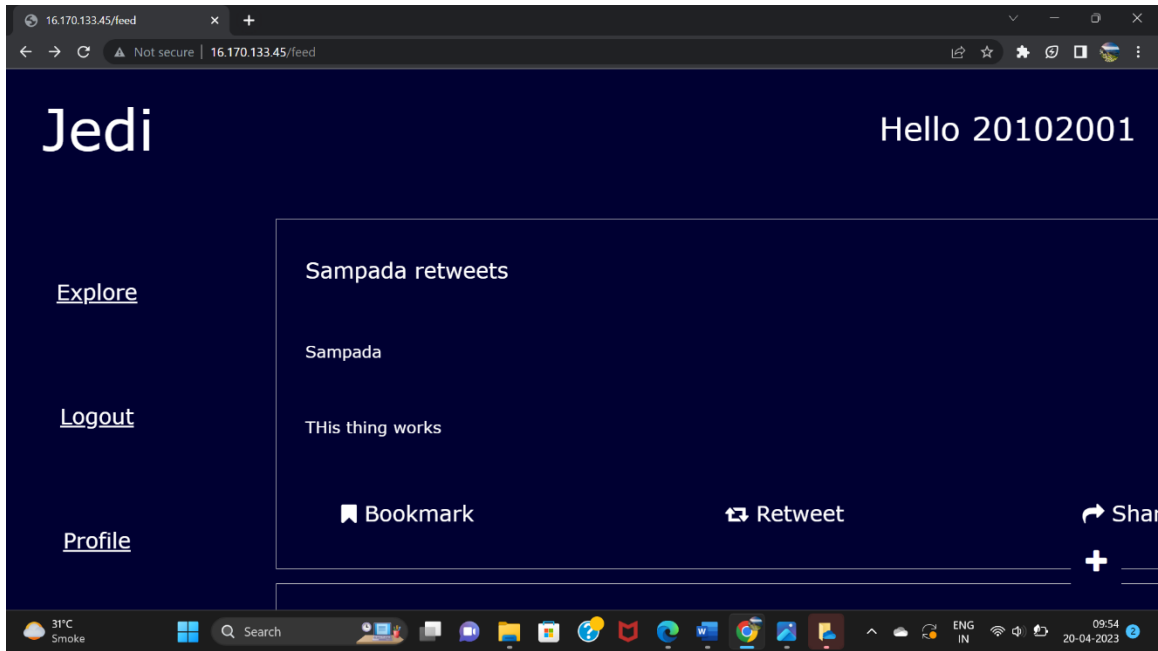 16.170.133.45/feed
Not secure | 16.170.133.45/feed
Jedi
Hello 20102001
Explore
Logout
Profile
Sampada retweets
Sampada
THis thing works
Bookmark Retweet Shar
31°C
Smoke
Search
ENG
IN
09:54
20-04-2023
2